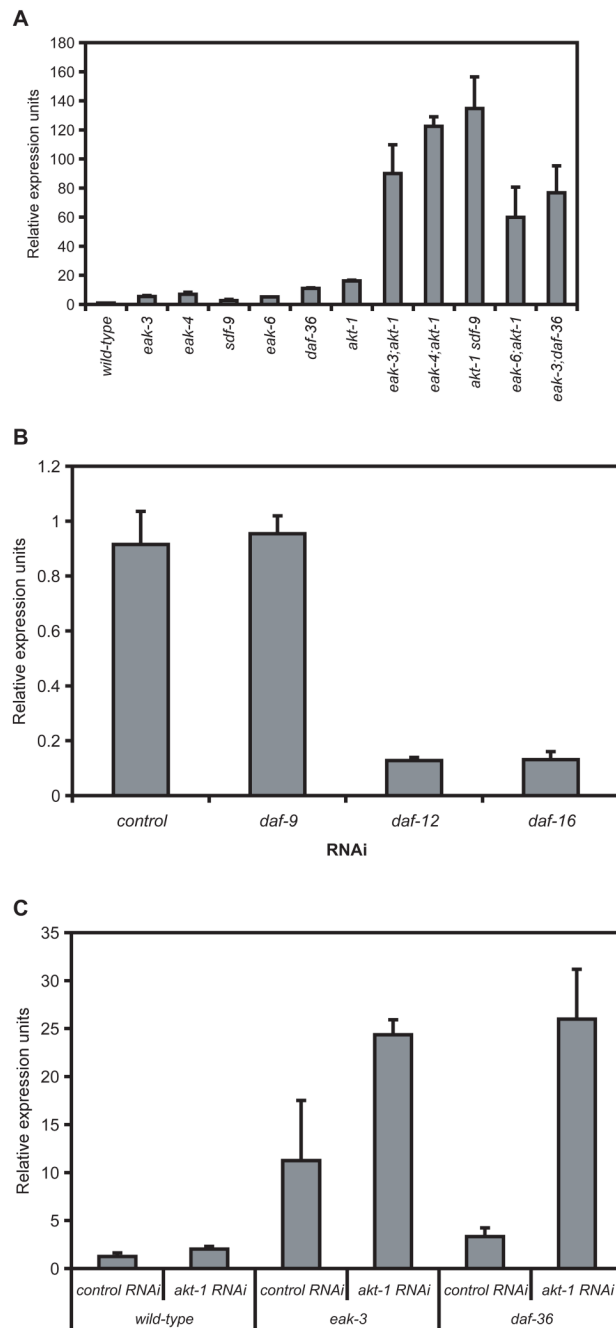 A
Relative expression units
180
160
140
120
100
80
60
40
20
0
wild-type
eak-3
eak-4
sdf-9
eak-6
daf-36
akt-1
eak-3;akt-1
eak-4;akt-1
akt-1 sdf-9
eak-6;akt-1
eak-3;daf-36
B
Relative expression units
1.2
1
0.8
0.6
0.4
0.2
0
control
daf-9
daf-12
daf-16
RNAi
C
Relative expression units
35
30
25
20
15
10
5
0
control RNAi akt-1 RNAi control RNAi akt-1 RNAi control RNAi akt-1 RNAi
wild-type eak-3 daf-36